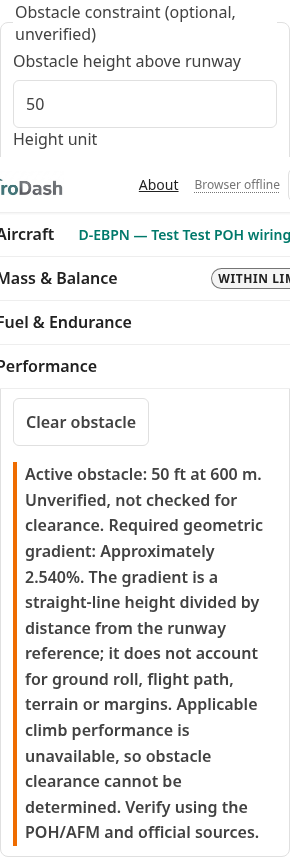 Obstacle constraint (optional,
unverified)
Obstacle height above runway
50
Height unit
roDash About Browser offline
Aircraft D-EBPN — Test Test POH wiring
Mass & Balance WITHIN LIM
Fuel & Endurance
Performance
Clear obstacle
Active obstacle: 50 ft at 600 m.
Unverified, not checked for
clearance. Required geometric
gradient: Approximately
2.540%. The gradient is a
straight-line height divided by
distance from the runway
reference; it does not account
for ground roll, flight path,
terrain or margins. Applicable
climb performance is
unavailable, so obstacle
clearance cannot be
determined. Verify using the
POH/AFM and official sources.